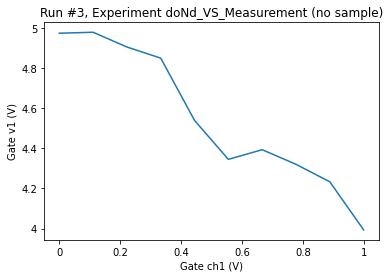 Run #3, Experiment doNd_VS_Measurement (no sample)
5
4.8
4.6
4.4
4.2
4
Gate v1 (V)
0 0.2 0.4 0.6 0.8 1
Gate ch1 (V)